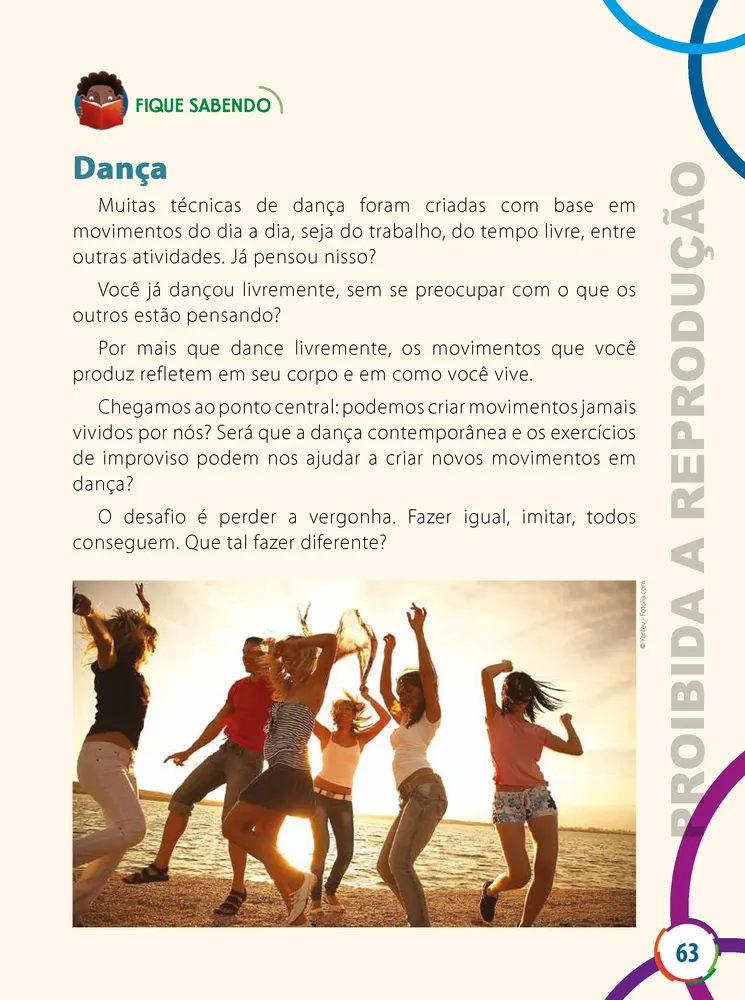 FIQUE SABENDO
Dança
Muitas técnicas de dança foram criadas com base em
movimentos do dia a dia, seja do trabalho, do tempo livre, entre
outras atividades. Já pensou nisso?
Você já dançou livremente, sem se preocupar com o que os
outros estão pensando?
Por mais que dance livremente, os movimentos que você
produz refletem em seu corpo e em como você vive.
Chegamos ao ponto central: podemos criar movimentos jamais
vividos por nós? Será que a dança contemporânea e os exercícios
de improviso podem nos ajudar a criar novos movimentos em
dança?
O desafio é perder a vergonha. Fazer igual, imitar, todos
conseguem. Que tal fazer diferente?
© Yanlev - Fotolia.com
PROIBIDA A REPRODUÇÃO
63